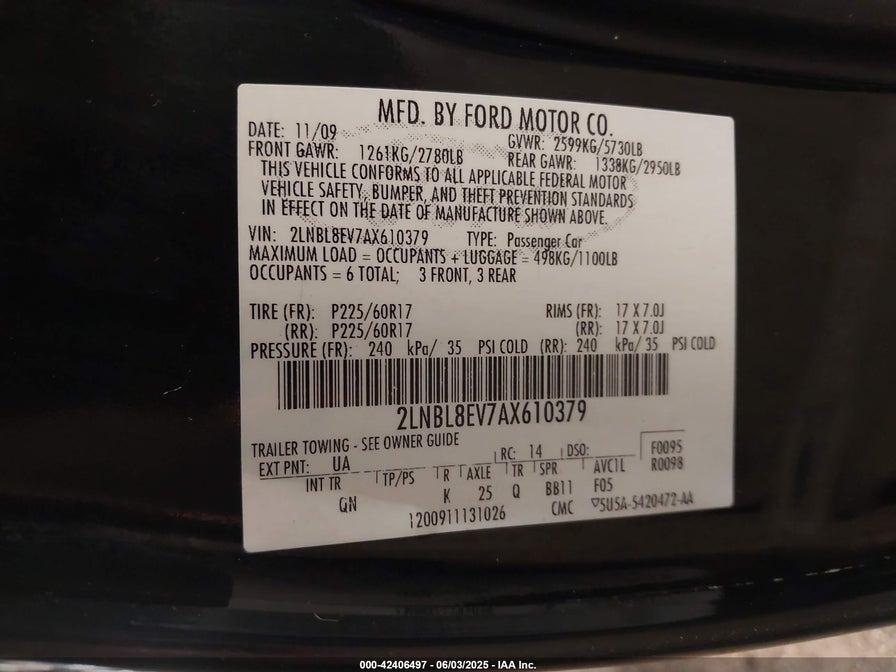 MFD. BY FORD MOTOR CO.
DATE: 11/09 GVWR: 2599KG/5730LB
FRONT GAWR: 1261KG/2780LB REAR GAWR: 1338KG/2950LB
THIS VEHICLE CONFORMS TO ALL APPLICABLE FEDERAL MOTOR
VEHICLE SAFETY, BUMPER, AND THEFT PREVENTION STANDARDS
IN EFFECT ON THE DATE OF MANUFACTURE SHOWN ABOVE.
VIN: 2LNBL8EV7AX610379 TYPE: Passenger Car
MAXIMUM LOAD = OCCUPANTS + LUGGAGE = 498KG/1100LB
OCCUPANTS = 6 TOTAL; 3 FRONT, 3 REAR
TIRE (FR): P225/60R17 RIMS (FR): 17 X 7.0J
(RR): P225/60R17 (RR): 17 X 7.0J
PRESSURE (FR): 240 kPa/ 35 PSI COLD (RR): 240 kPa/ 35 PSI COLD
2LNBL8EV7AX610379
TRAILER TOWING - SEE OWNER GUIDE
EXT PNT: UA RC: 14 DSO: F0095
R0098
INT TR TP/PS R AXLE TR SPR AVC1L
QN K 25 Q BB11 F05
1200911131026 CMC 5U5A-5420472-AA
000-42406497 - 06/03/2025 - IAA Inc.